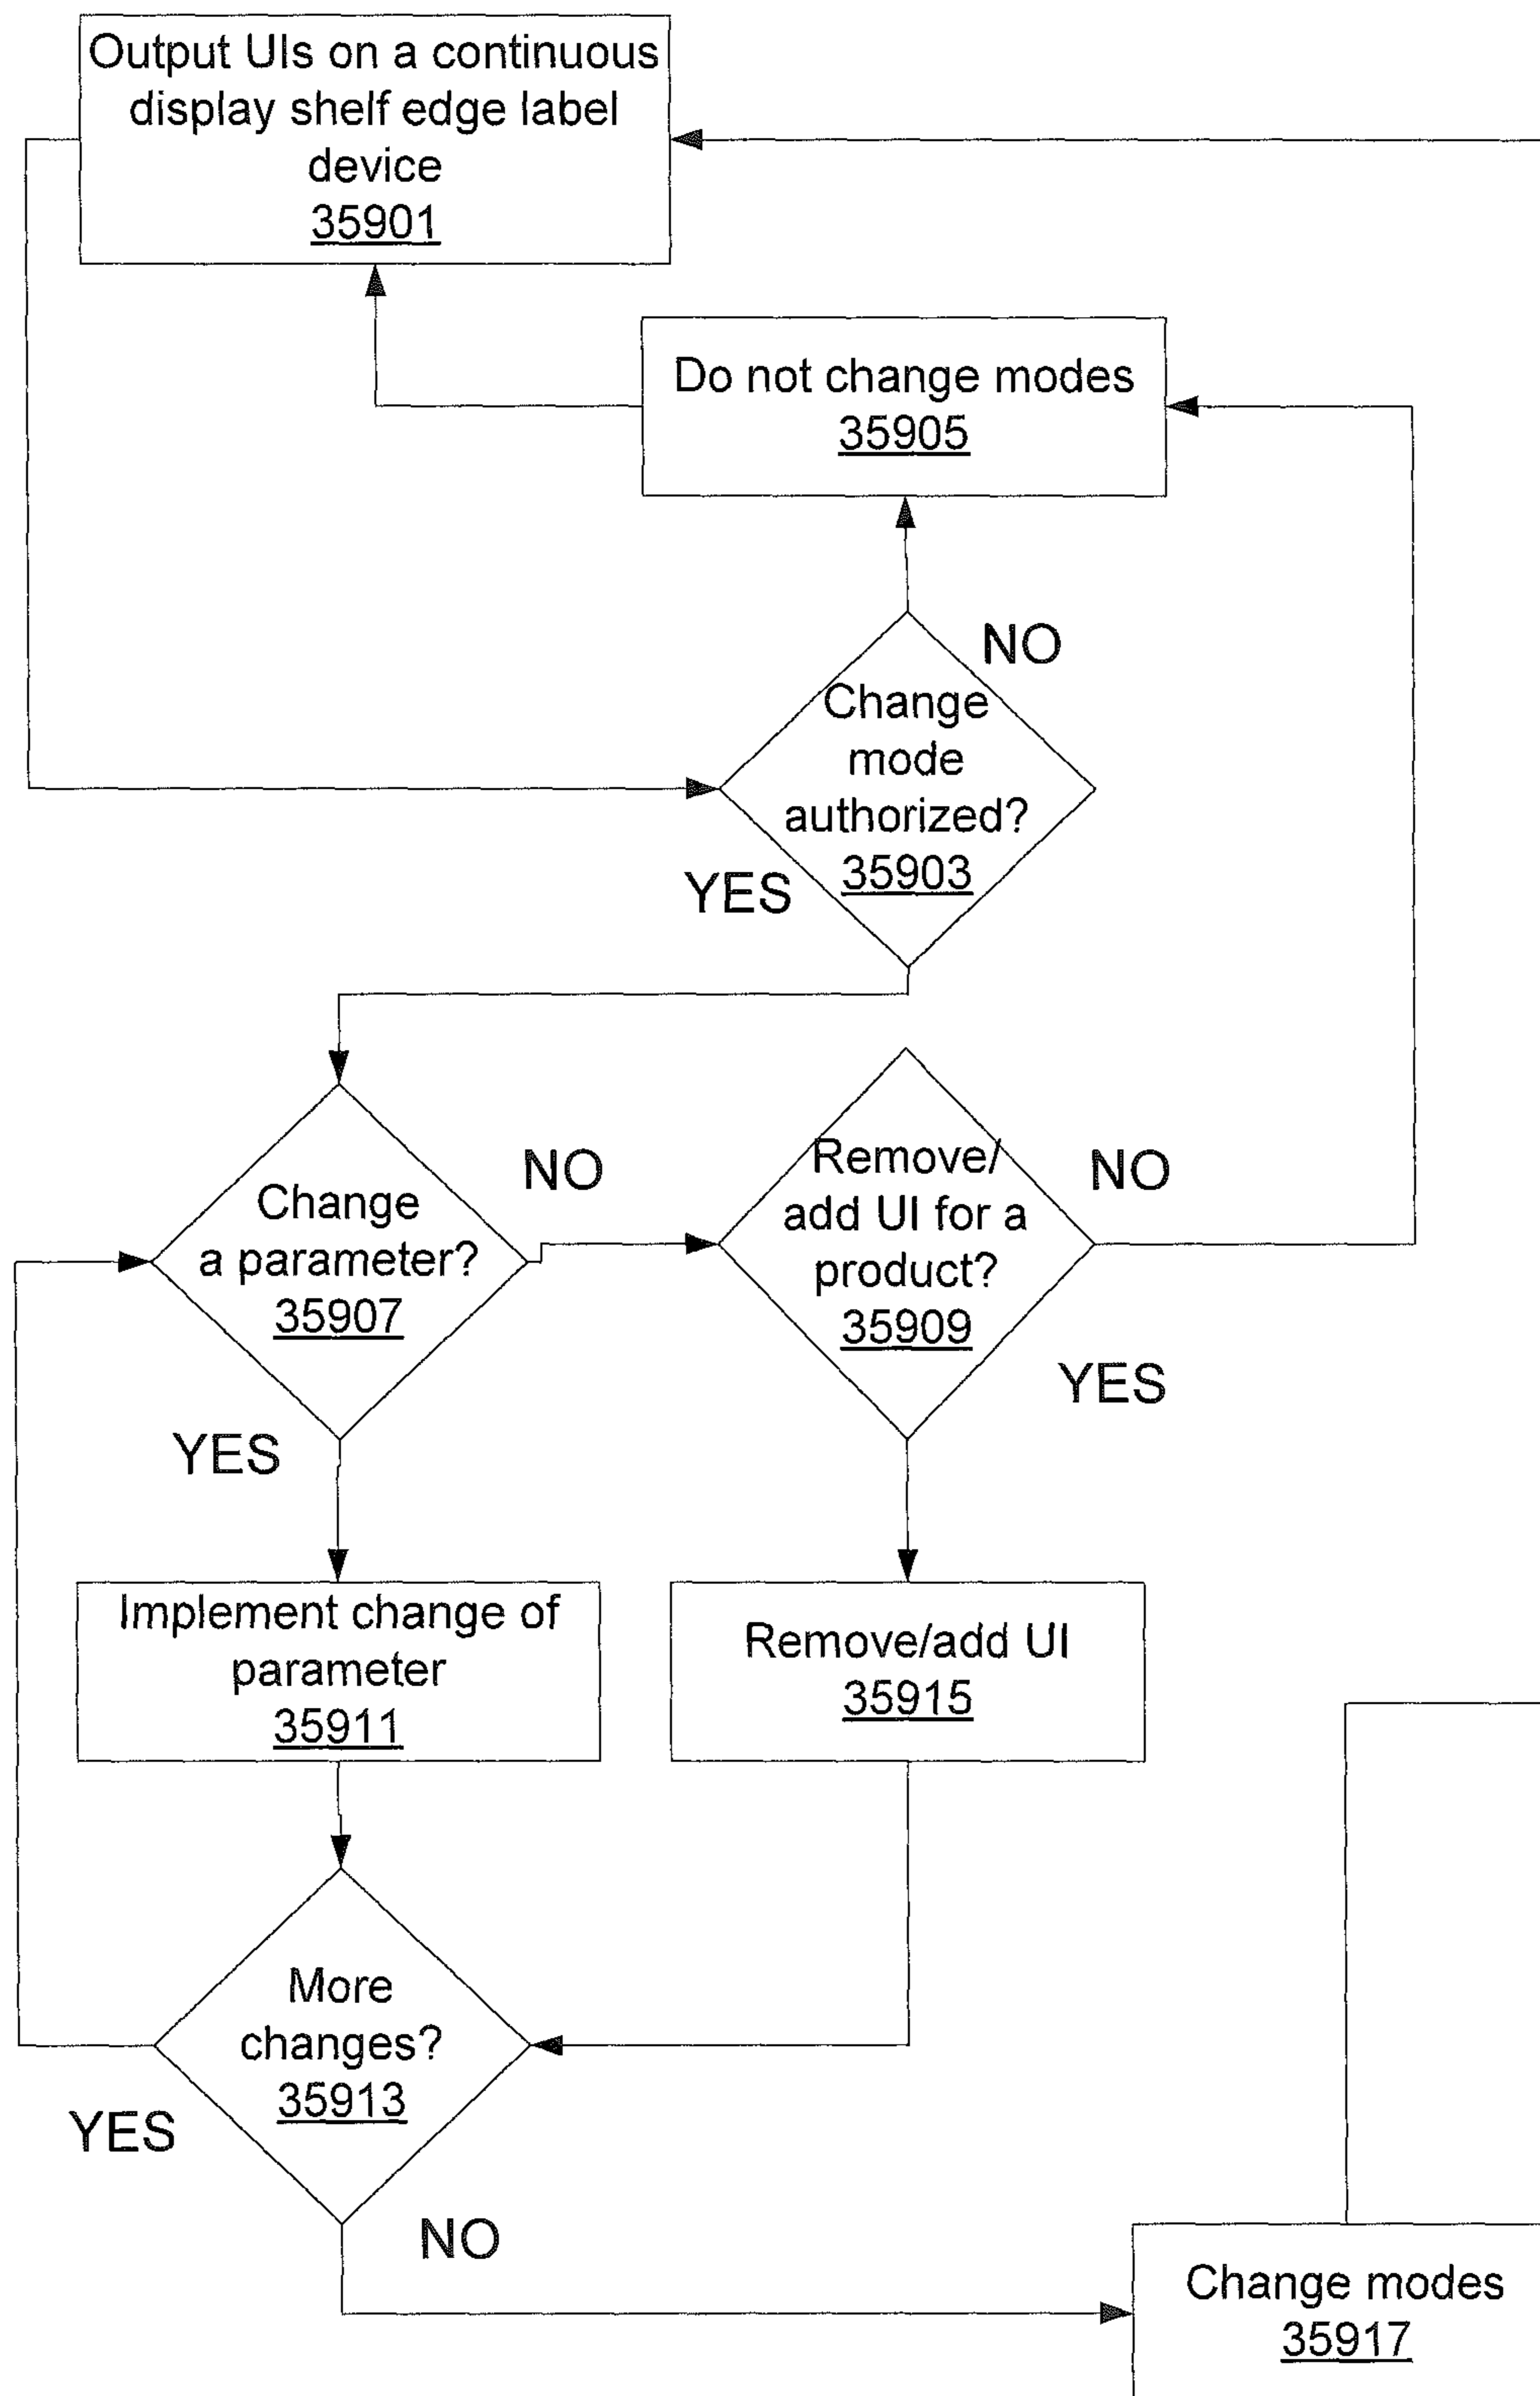 Output UIs on a continuous
display shelf edge label
device
35901
Do not change modes
35905
NO
Change
mode
authorized?
35903
YES
Change
a parameter?
35907
NO
Remove/
add UI for a
product?
35909
NO
YES
YES
Implement change of
parameter
35911
Remove/add UI
35915
More
changes?
35913
YES
NO
Change modes
35917